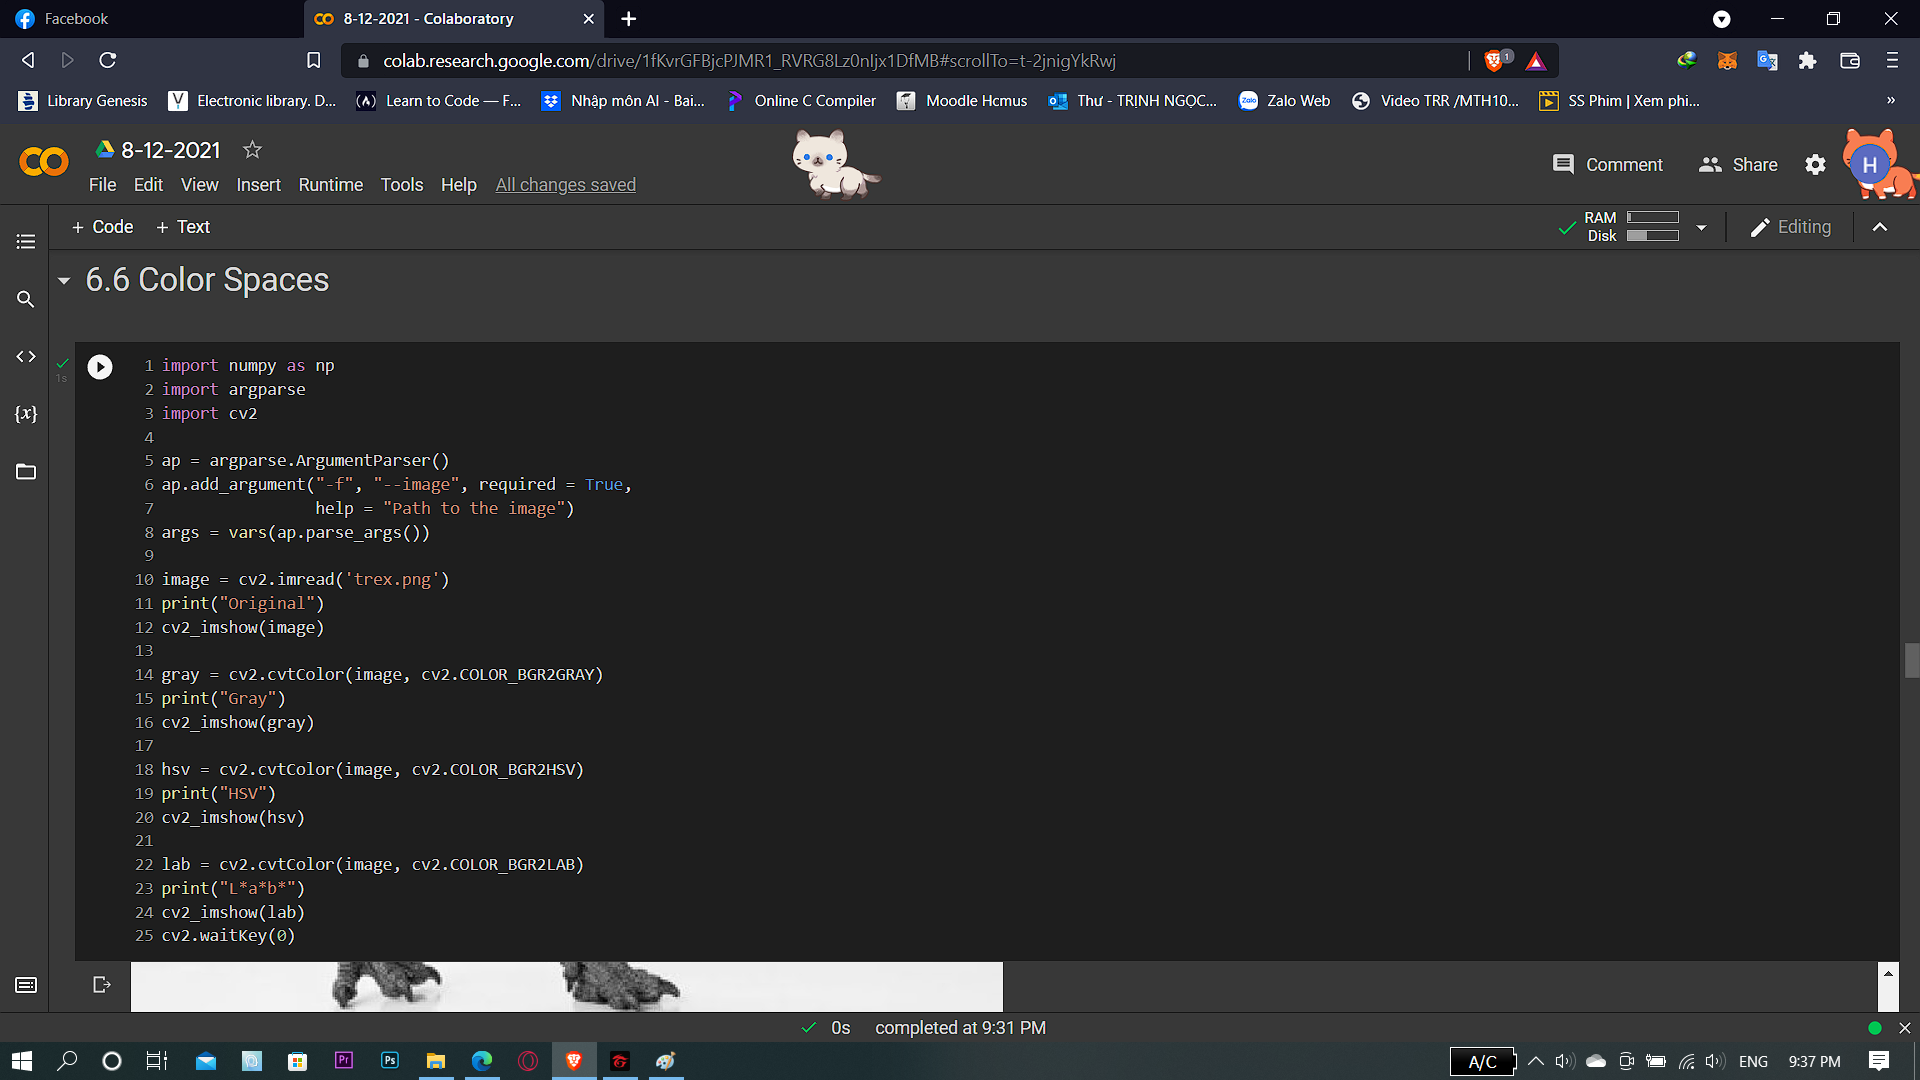 Facebook
8-12-2021 - Colaboratory
colab.research.google.com/drive/1fKvrGFBjcPJMR1_RVRG8Lz0nIjx1DfMB#scrollTo=t-2jnigYkRwj
1
Library Genesis
Electronic library. D...
Learn to Code — F...
Nhập môn AI - Bai...
Online C Compiler
Moodle Hcmus
Thư - TRỊNH NGỌC...
Zalo Web
Video TRR /MTH10...
SS Phim | Xem phi...
»
8-12-2021
File Edit View Insert Runtime Tools Help All changes saved
Comment
Share
H
+ Code + Text
RAM
Disk
Editing
6.6 Color Spaces
1s
1 import numpy as np
2 import argparse
3 import cv2
4
5 ap = argparse.ArgumentParser()
6 ap.add_argument("-f", "--image", required = True,
7 help = "Path to the image")
8 args = vars(ap.parse_args())
9
10 image = cv2.imread('trex.png')
11 print("Original")
12 cv2_imshow(image)
13
14 gray = cv2.cvtColor(image, cv2.COLOR_BGR2GRAY)
15 print("Gray")
16 cv2_imshow(gray)
17
18 hsv = cv2.cvtColor(image, cv2.COLOR_BGR2HSV)
19 print("HSV")
20 cv2_imshow(hsv)
21
22 lab = cv2.cvtColor(image, cv2.COLOR_BGR2LAB)
23 print("L*a*b*")
24 cv2_imshow(lab)
25 cv2.waitKey(0)
0s completed at 9:31 PM
Pr
Ps
A/C
ENG
9:37 PM